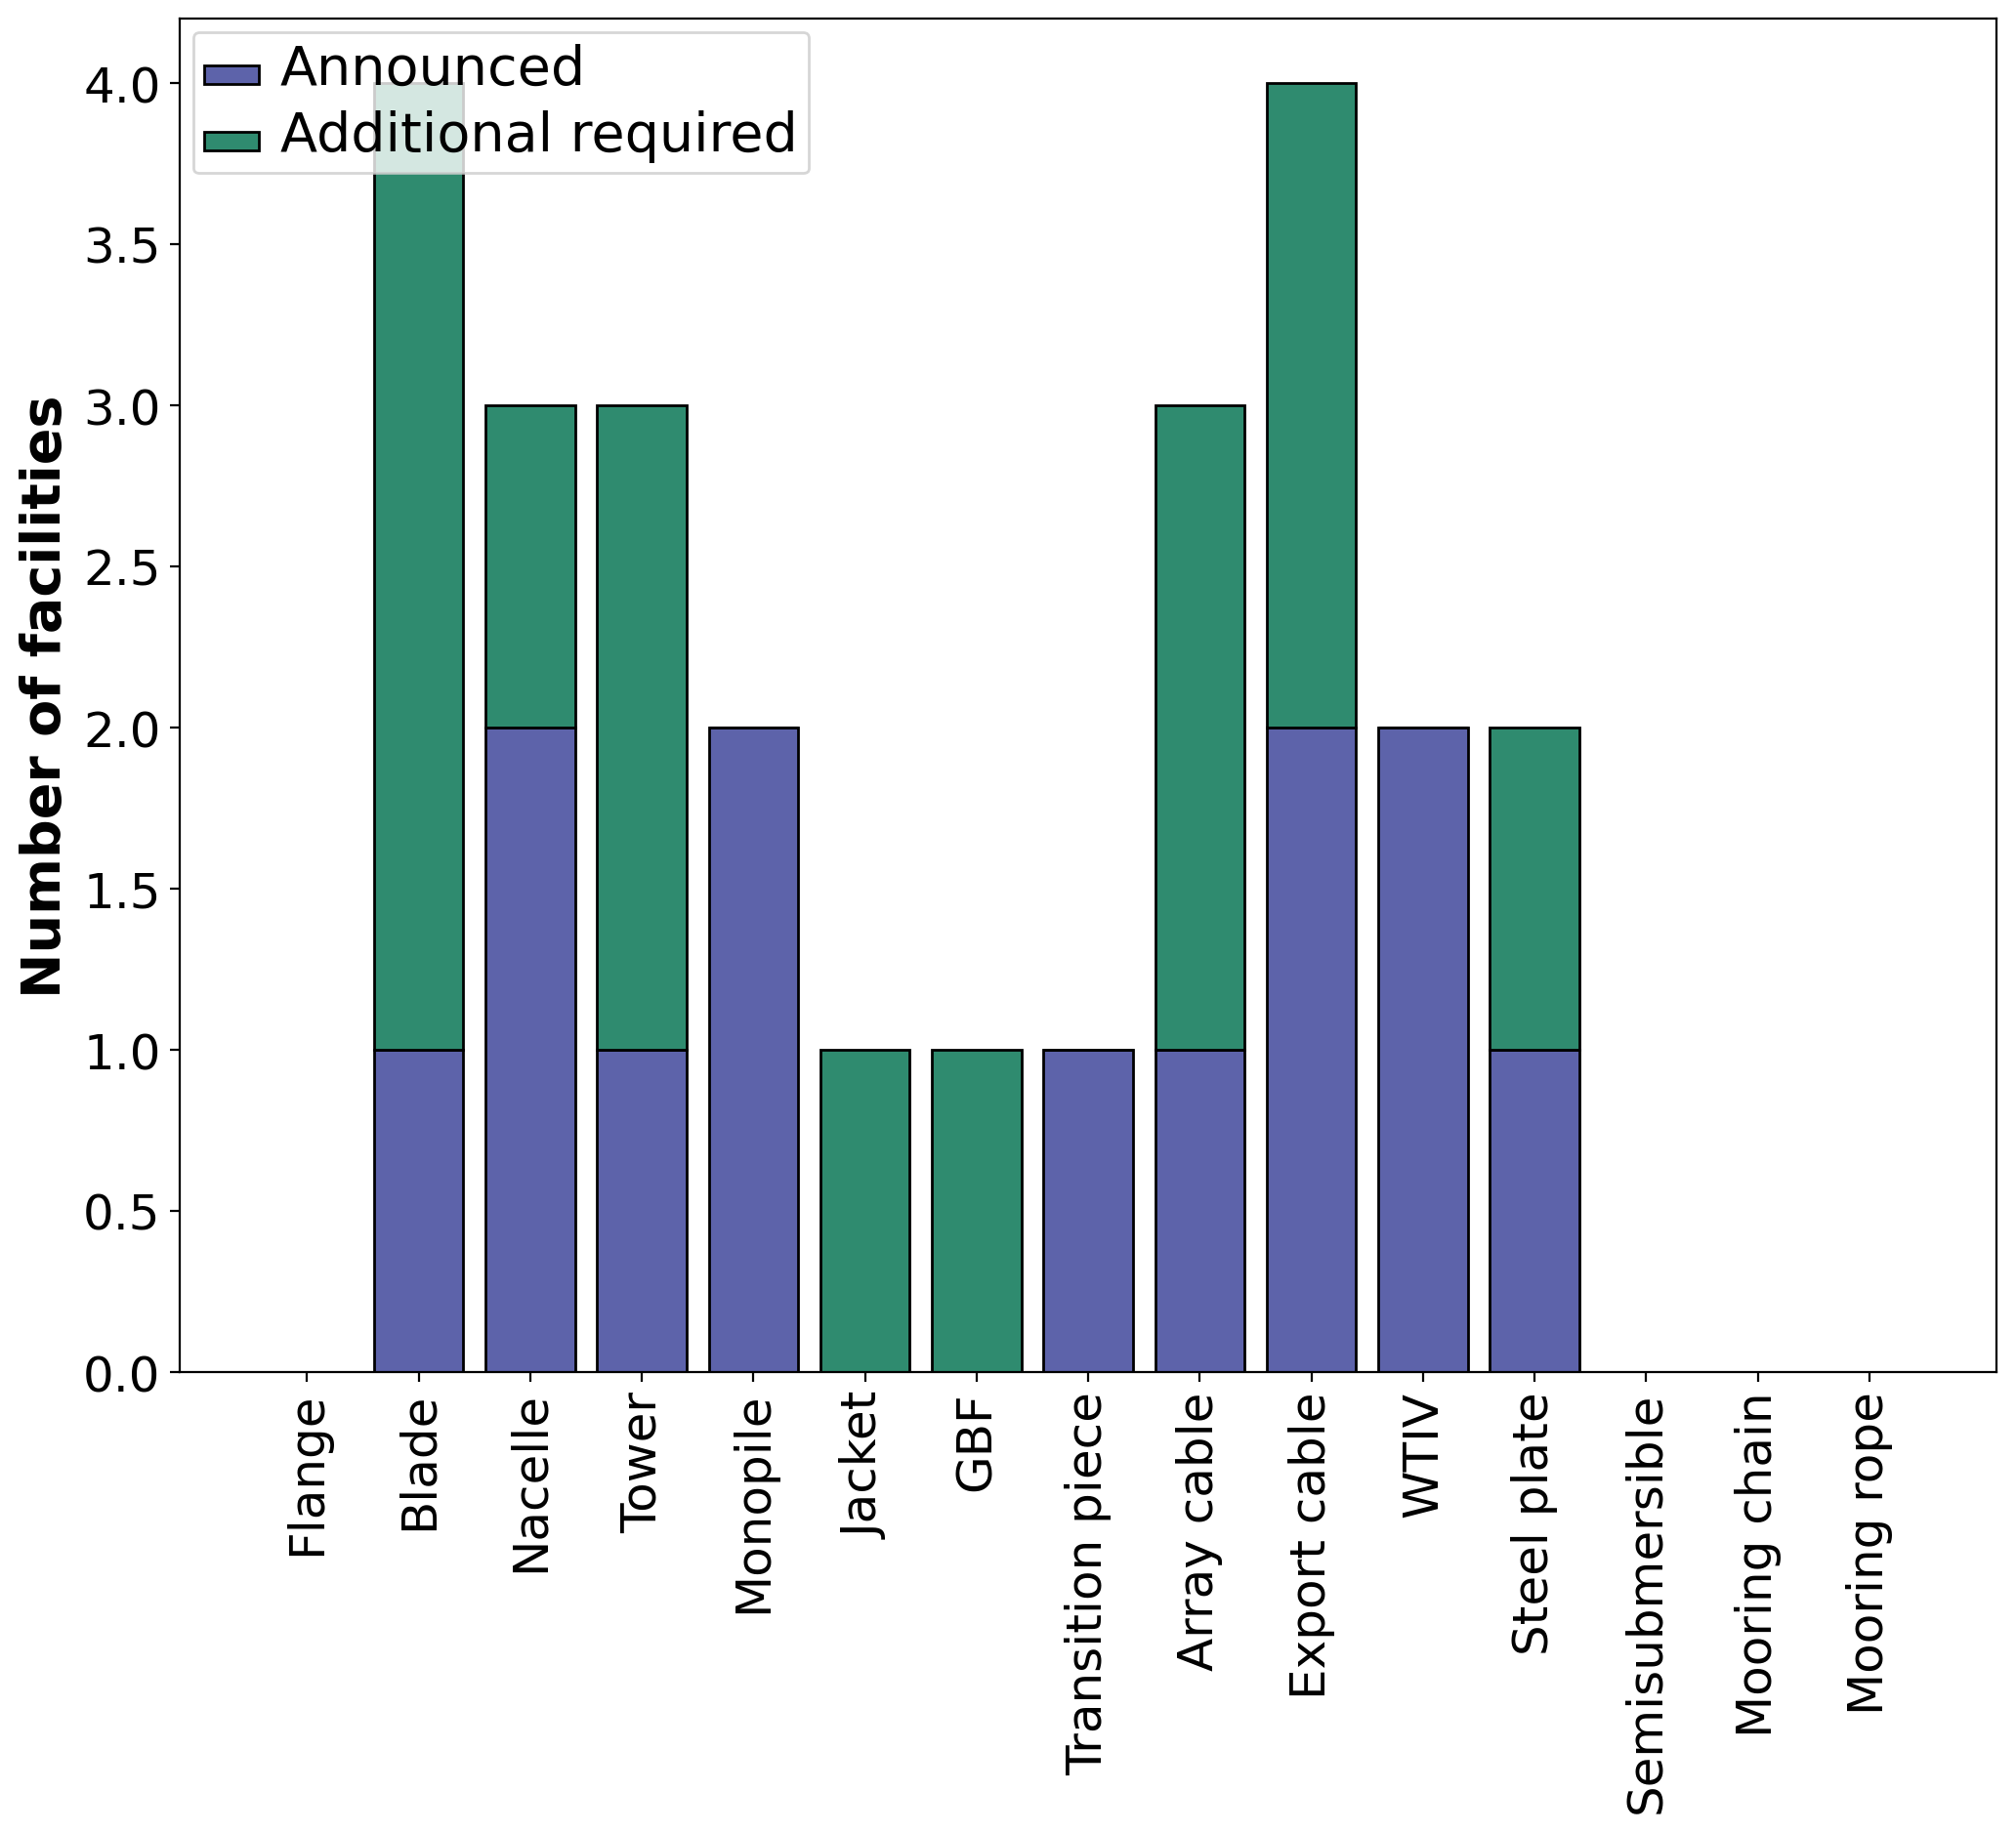 Announced
Additional required
Number of facilities
4.0
3.5
3.0
2.5
2.0
1.5
1.0
0.5
0.0
Flange
Blade
Nacelle
Tower
Monopile
Jacket
GBF
Transition piece
Array cable
Export cable
WTIV
Steel plate
Semisubmersible
Mooring chain
Mooring rope